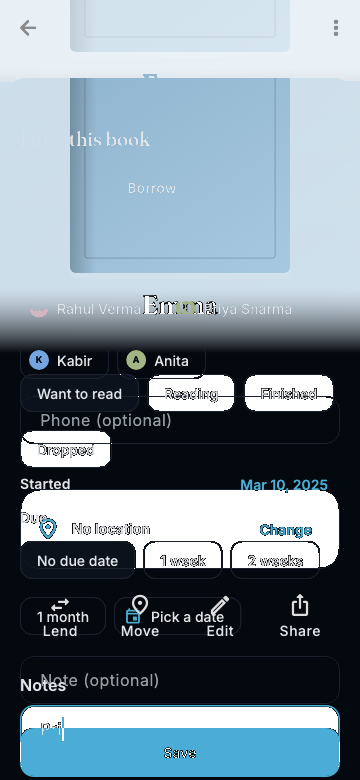 this book
Borrow
Emma
Rahul Verma
K Kabir
A Anita
Want to read
Reading
Finished
Phone (optional)
Dropped
Started
Mar 10, 2025
Due
No location
Change
No due date
1 week
2 weeks
1 month
Pick a date
Lend
Move
Edit
Share
Notes
Note (optional)
Save